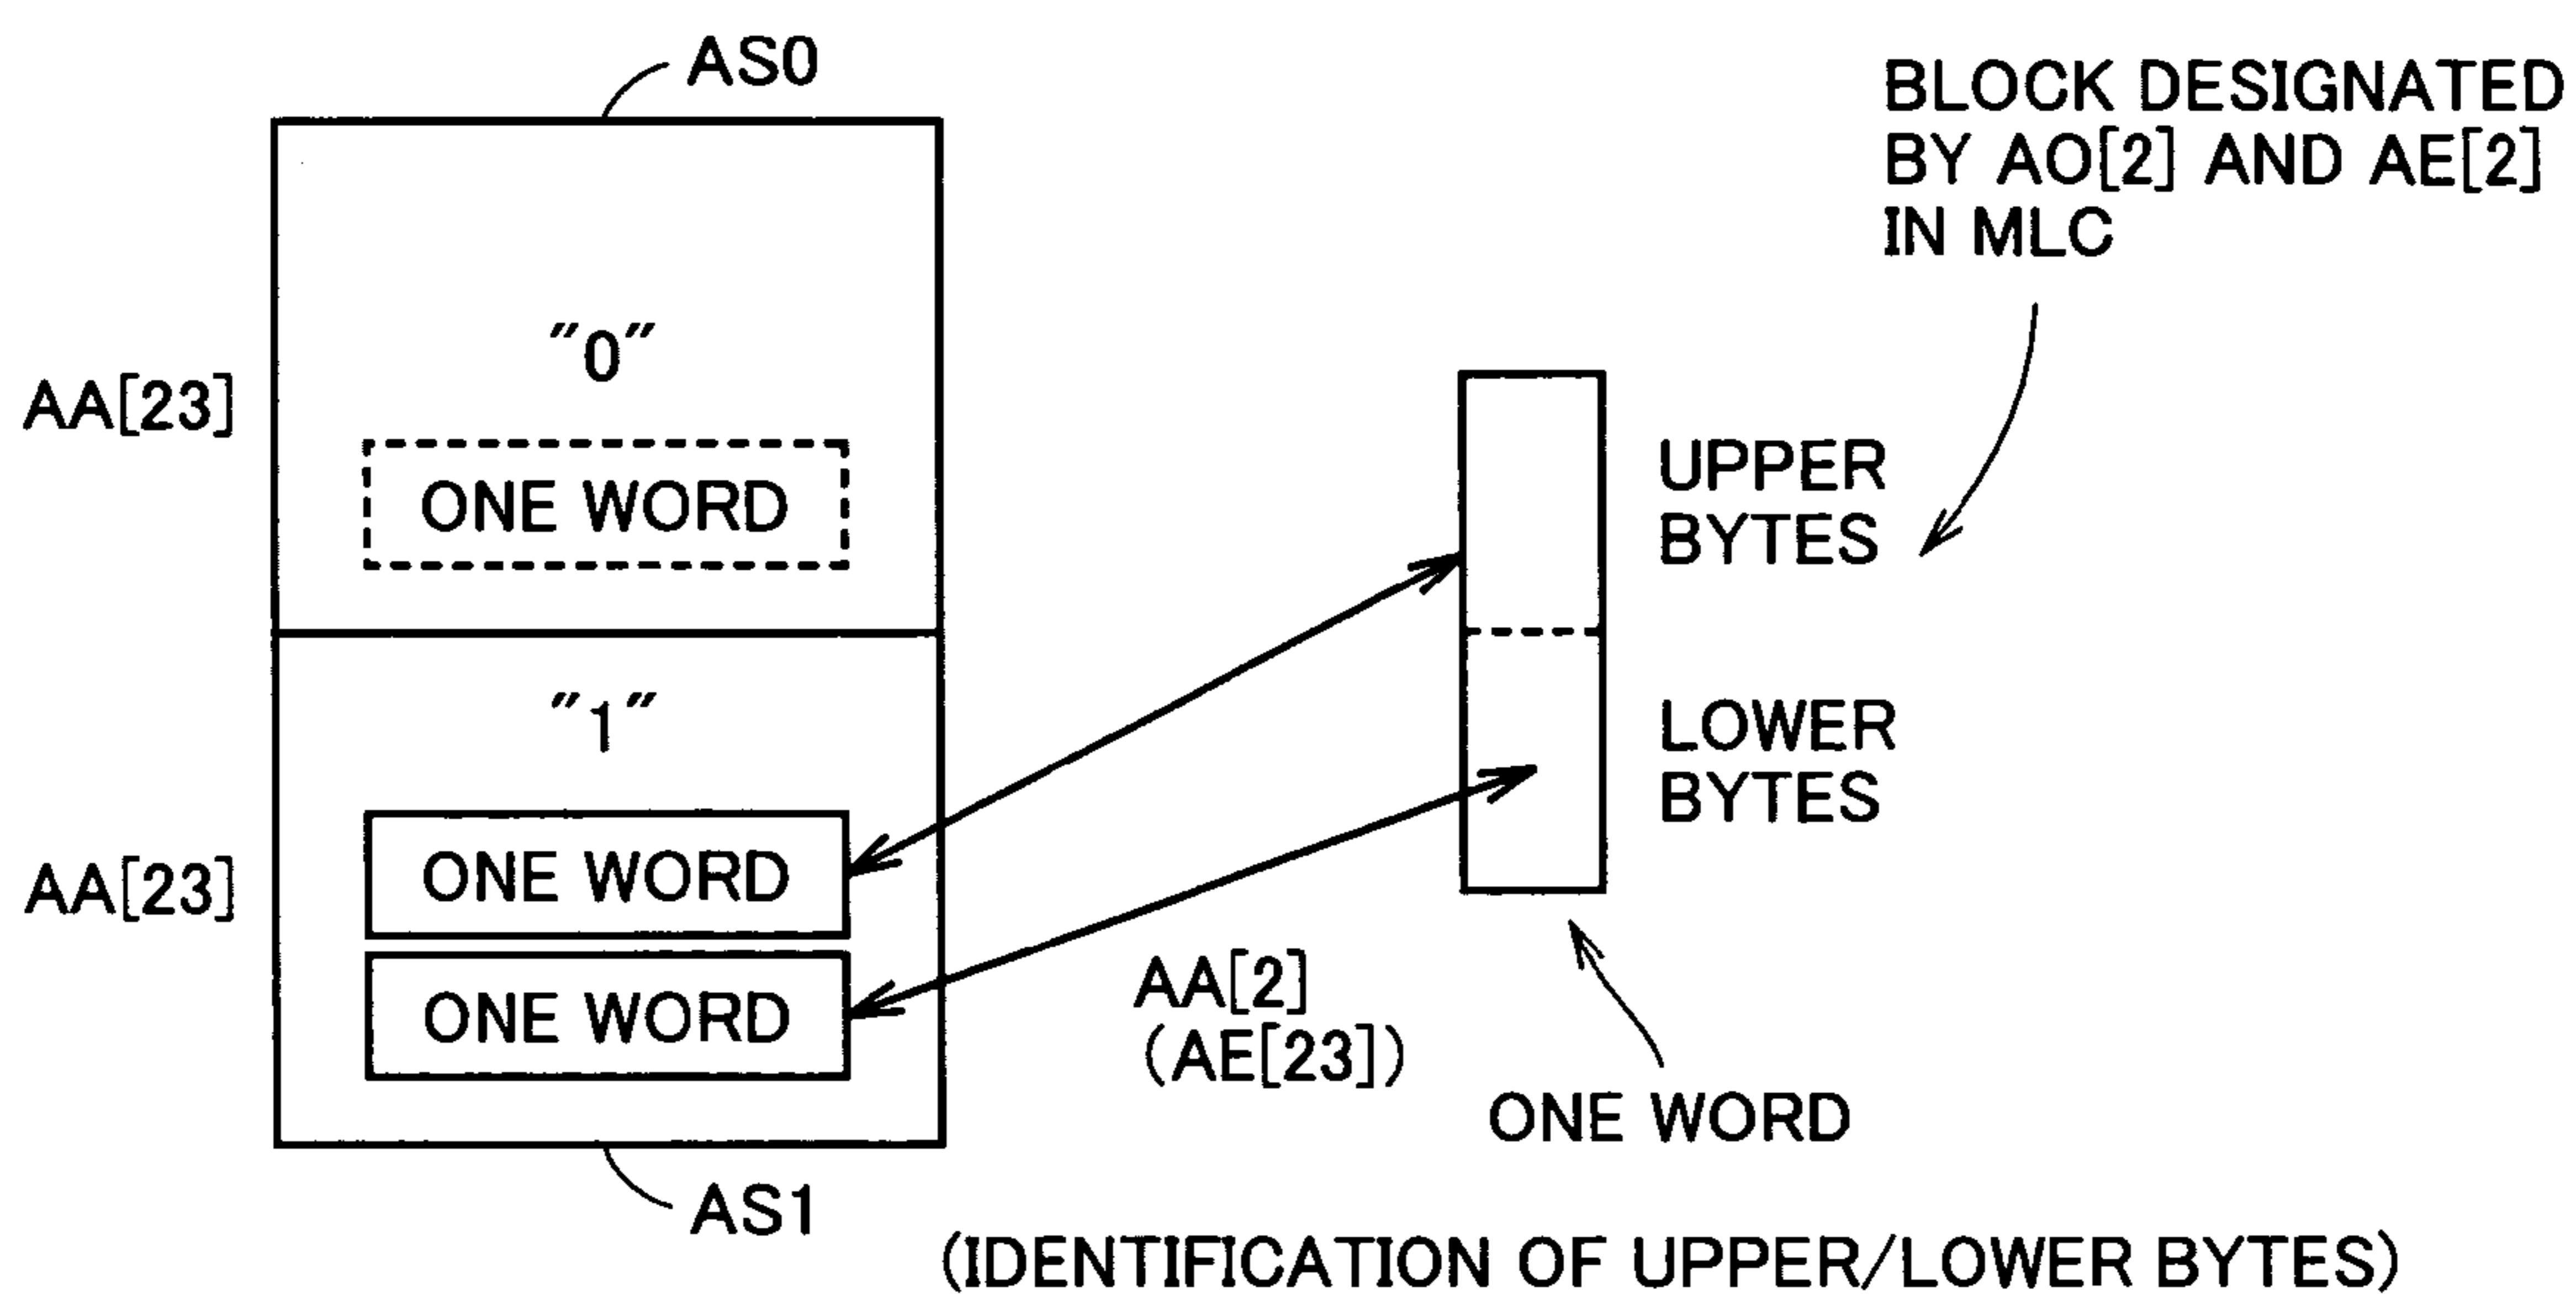 AS0
BLOCK DESIGNATED
BY AO[2] AND AE[2]
IN MLC
"0"
AA[23]
ONE WORD
UPPER
BYTES
"1"
LOWER
BYTES
AA[23]
ONE WORD
ONE WORD
AA[2]
(AE[23])
ONE WORD
AS1
(IDENTIFICATION OF UPPER/LOWER BYTES)